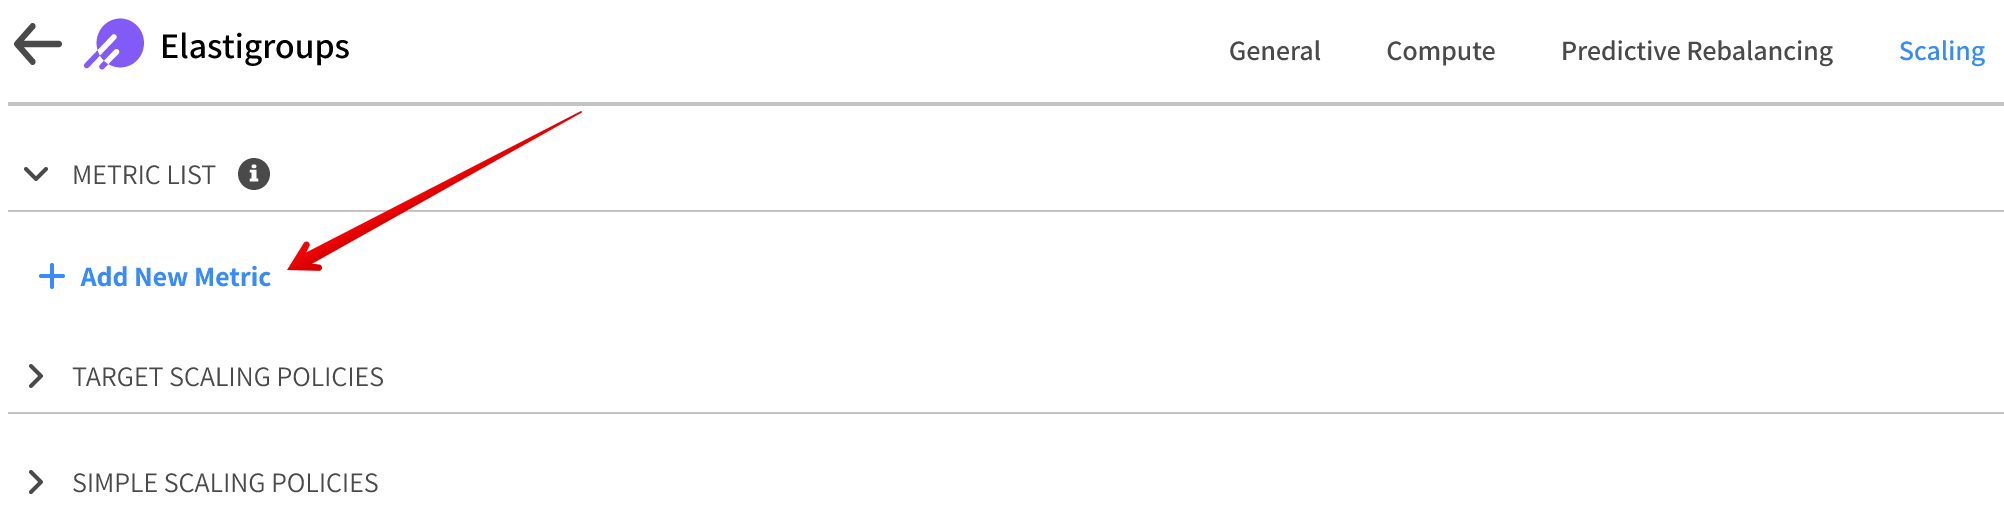 Elastigroups
General Compute Predictive Rebalancing Scaling
METRIC LIST
Add New Metric
TARGET SCALING POLICIES
SIMPLE SCALING POLICIES